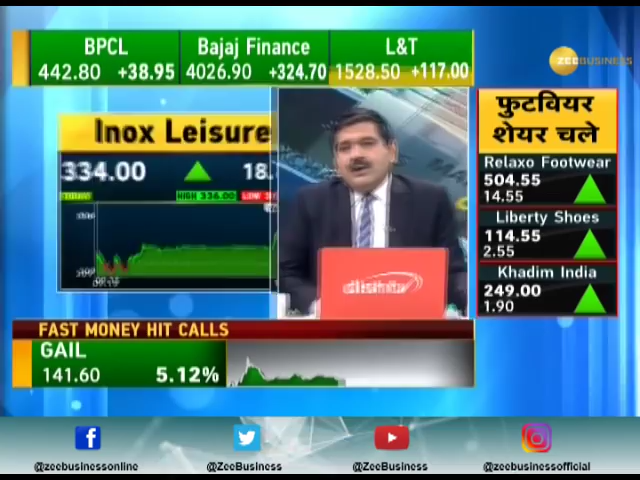 BPCL
442.80 +38.95
Bajaj Finance
4026.90 +324.70
L&T
1528.50 +117.00
ZEEBUSINESS
Inox Leisure
334.00 18.
HIGH 336.00
फुटवियर
शेयर चले
Relaxo Footwear
504.55
14.55
Liberty Shoes
114.55
2.55
Khadim India
249.00
1.90
dishtv
FAST MONEY HIT CALLS
GAIL
141.60 5.12%
@zeebusinessonline
@ZeeBusiness
@ZeeBusiness
@zeebusinessofficial